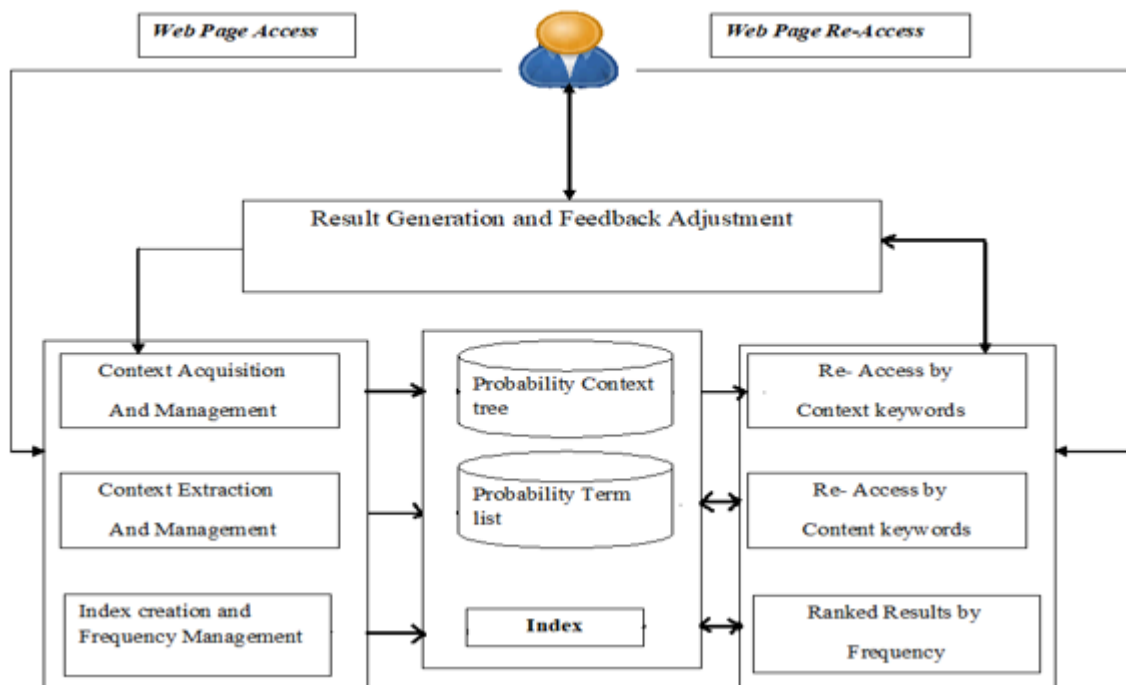 Web Page Access
Web Page Re-Access
Result Generation and Feedback Adjustment
Context Acquisition
And Management
Context Extraction
And Management
Index creation and
Frequency Management
Probability Context
tree
Probability Term
list
Index
Re- Access by
Context keywords
Re- Access by
Content keywords
Ranked Results by
Frequency